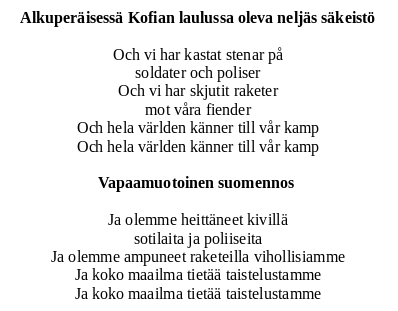 Alkuperäisessä Kofian laulussa oleva neljäs säkeistö
Och vi har kastat stenar på
soldater och poliser
Och vi har skjutit raketer
mot våra fiender
Och hela världen känner till vår kamp
Och hela världen känner till vår kamp
Vapaamuotoinen suomennos
Ja olemme heittäneet kivillä
sotilaita ja poliiseita
Ja olemme ampuneet raketeilla vihollisiamme
Ja koko maailma tietää taistelustamme
Ja koko maailma tietää taistelustamme